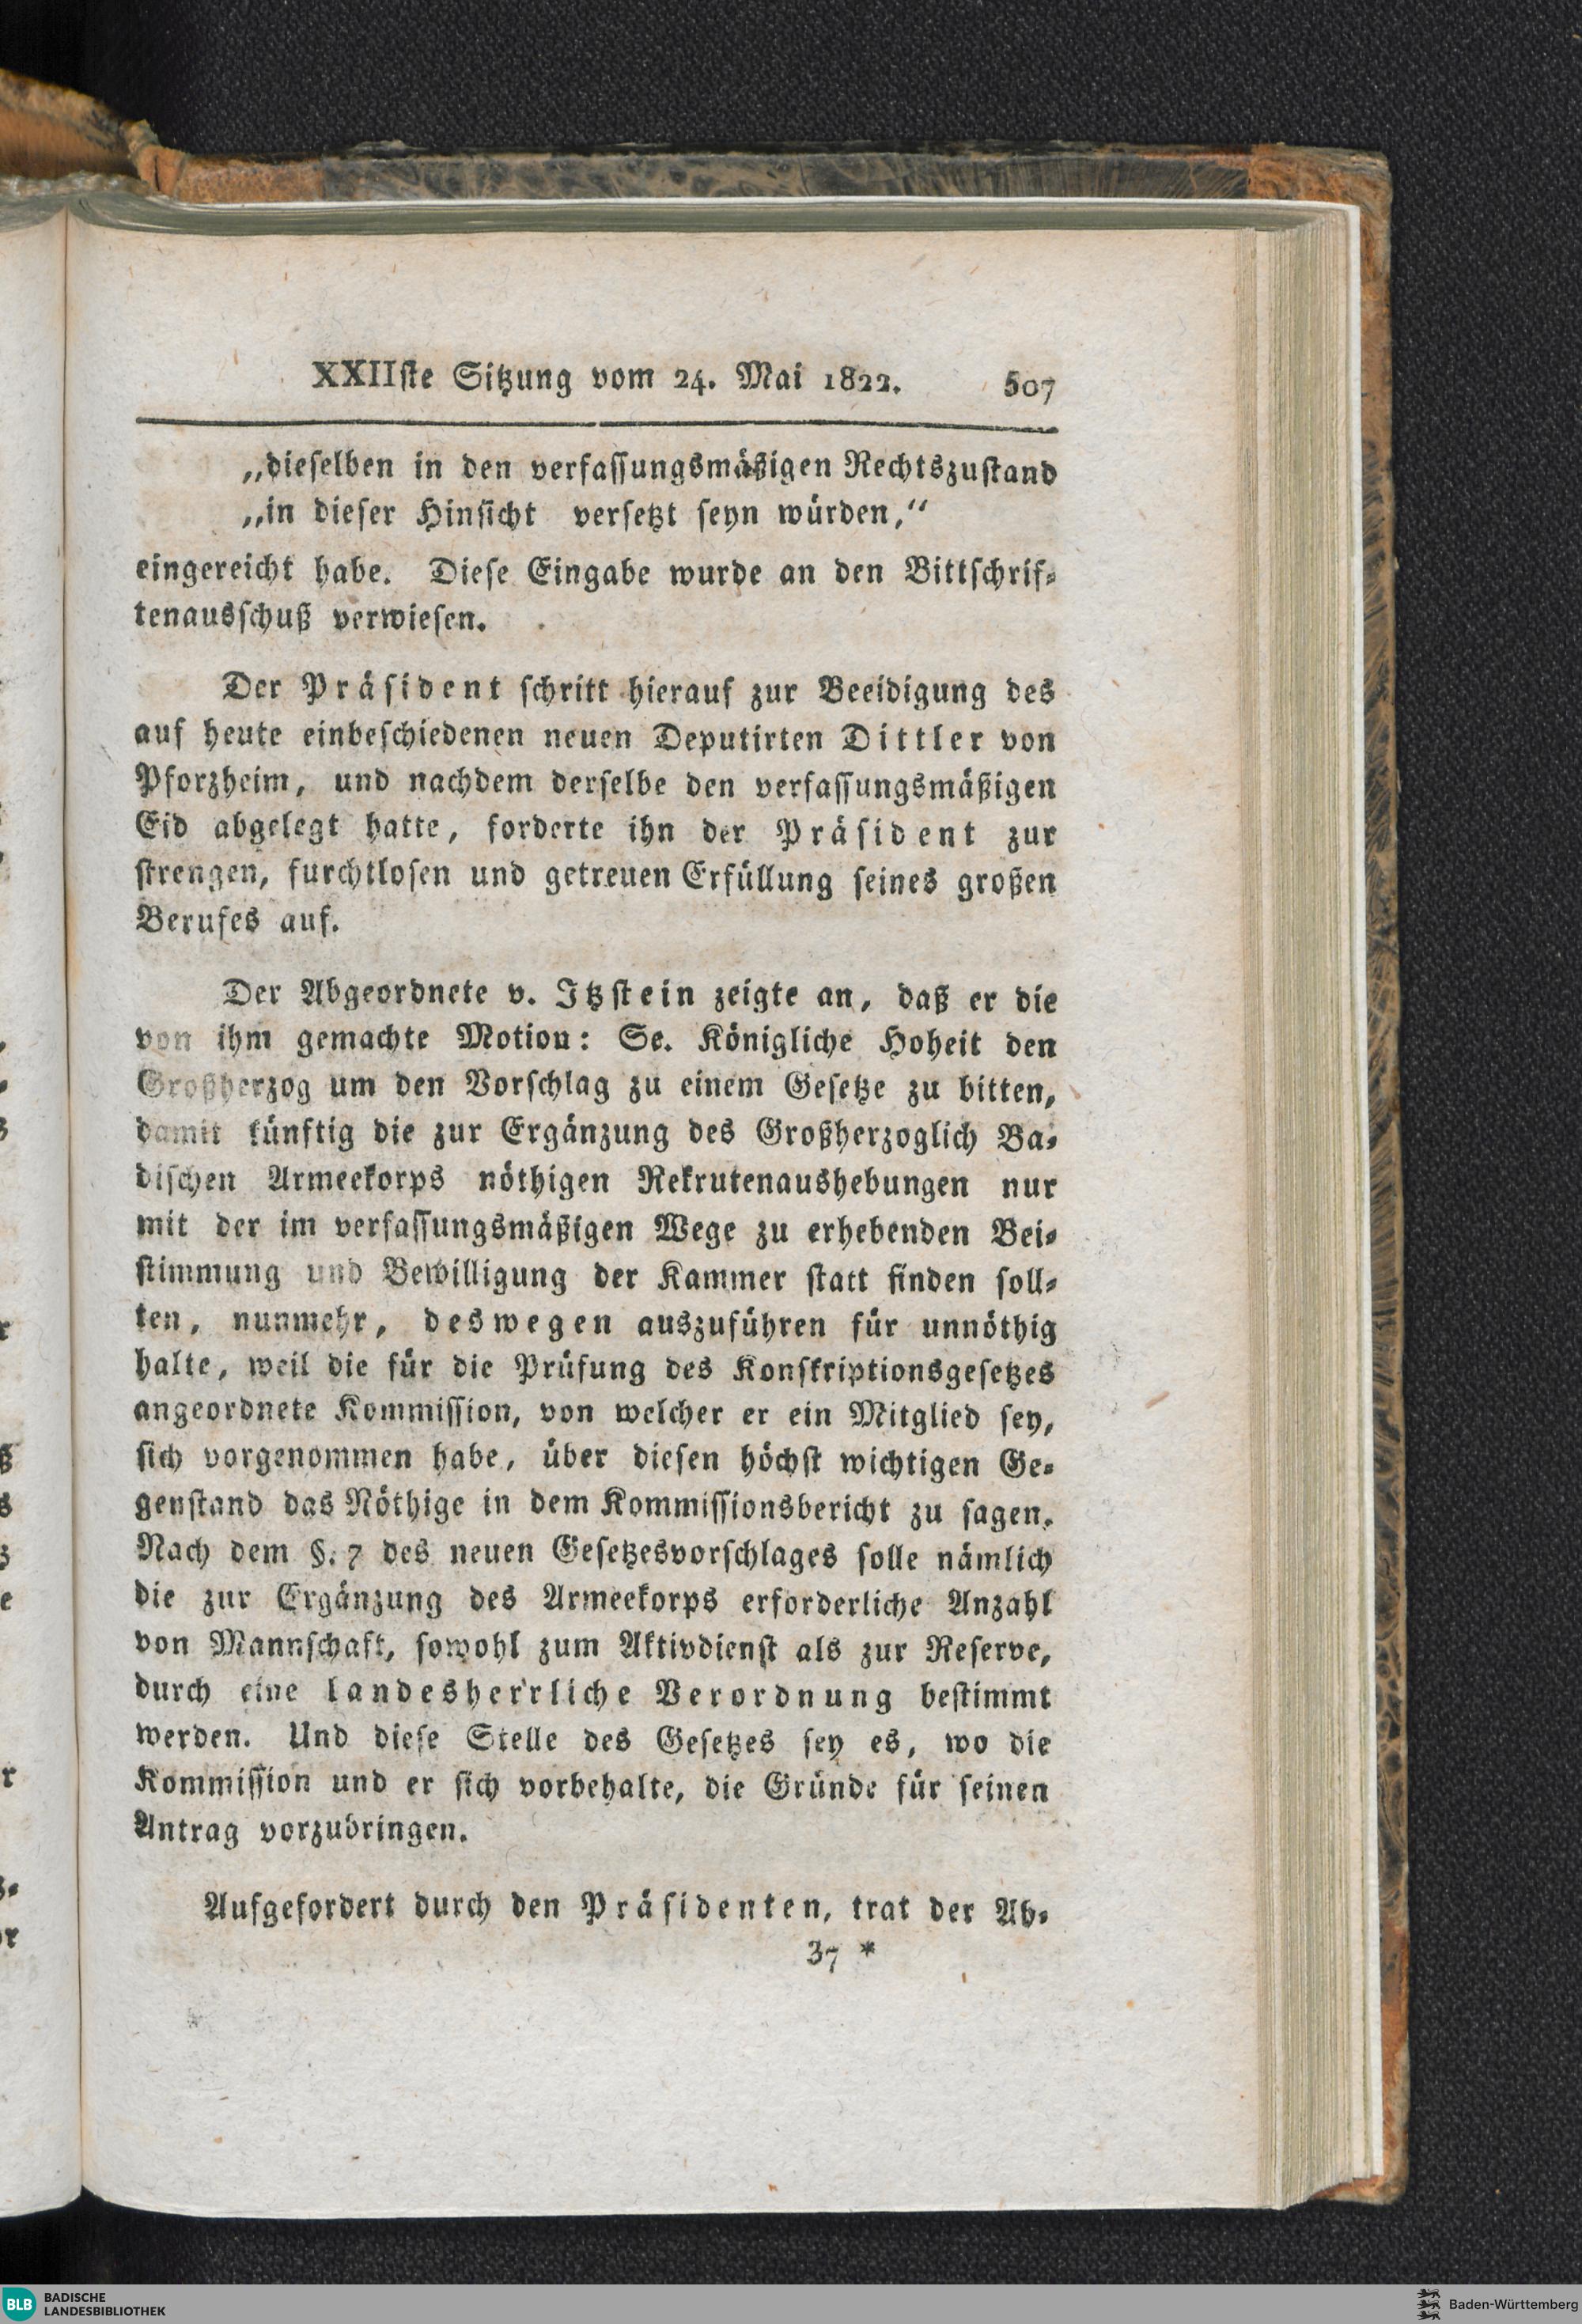 XXIIste Sitzung vom 24. Mai 1822. 507
„dieselben in den verfassungsmäßigen Rechtszustand
„in dieser Hinsicht versetzt seyn würden,“
eingereicht habe. Diese Eingabe wurde an den Bittschrif-
tenausschuß verwiesen.
Der Präsident schritt hierauf zur Beeidigung des
auf heute einbeschiedenen neuen Deputirten Dittler von
Pforzheim, und nachdem derselbe den verfassungsmäßigen
Eid abgelegt hatte, forderte ihn der Präsident zur
strengen, furchtlosen und getreuen Erfüllung seines großen
Berufes auf.
Der Abgeordnete v. Itzstein zeigte an, daß er die
von ihm gemachte Motion: Se. Königliche Hoheit den
Großherzog um den Vorschlag zu einem Gesetze zu bitten,
damit künftig die zur Ergänzung des Großherzoglich Ba-
dischen Armeekorps nöthigen Rekrutenaushebungen nur
mit der im verfassungsmäßigen Wege zu erhebenden Bei-
stimmung und Bewilligung der Kammer statt finden soll-
ten, nunmehr, deswegen auszuführen für unnöthig
halte, weil die für die Prüfung des Konskriptionsgesetzes
angeordnete Kommission, von welcher er ein Mitglied sey,
sich vorgenommen habe, über diesen höchst wichtigen Ge-
genstand das Nöthige in dem Kommissionsbericht zu sagen.
Nach dem §. 7 des neuen Gesetzesvorschlages solle nämlich
die zur Ergänzung des Armeekorps erforderliche Anzahl
von Mannschaft, sowohl zum Aktivdienst als zur Reserve,
durch eine landesherrliche Verordnung bestimmt
werden. Und diese Stelle des Gesetzes sey es, wo die
Kommission und er sich vorbehalte, die Gründe für seinen
Antrag vorzubringen.
Aufgefordert durch den Präsidenten, trat der Ab-
37 *
BLB BADISCHE
LANDESBIBLIOTHEK
Baden-Württemberg